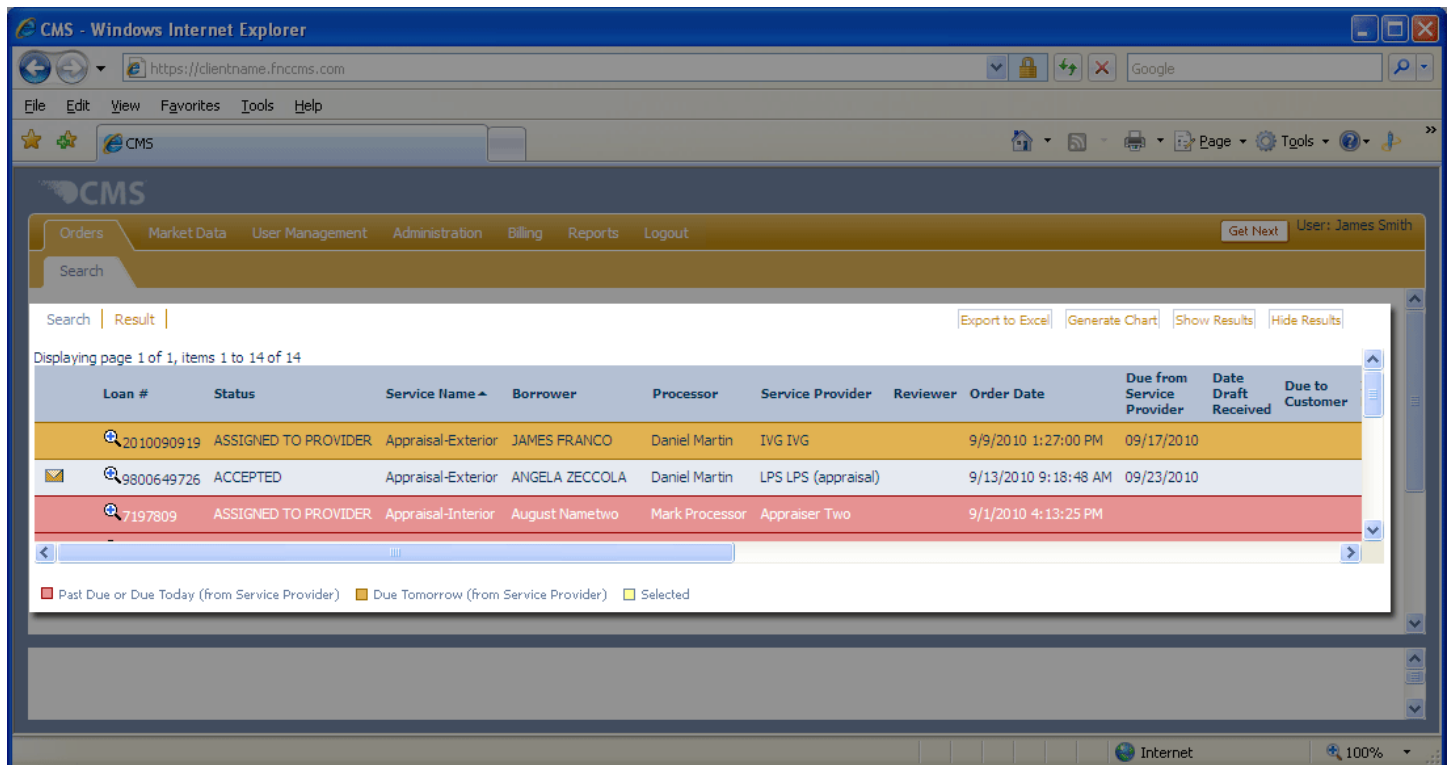 CMS - Windows Internet Explorer
https://clientname.fnccms.com Google
File Edit View Favorites Tools Help
CMS Page Tools »
CMS
Orders Market Data User Management Administration Billing Reports Logout Get Next User: James Smith
Search
Search Result Export to Excel Generate Chart Show Results Hide Results
Displaying page 1 of 1, items 1 to 14 of 14
Loan # Status Service Name Borrower Processor Service Provider Reviewer Order Date Due from Service Provider Date Draft Received Due to Customer
2010090919 ASSIGNED TO PROVIDER Appraisal-Exterior JAMES FRANCO Daniel Martin IVG IVG 9/9/2010 1:27:00 PM 09/17/2010
9800649726 ACCEPTED Appraisal-Exterior ANGELA ZECCOLA Daniel Martin LPS LPS (appraisal) 9/13/2010 9:18:48 AM 09/23/2010
7197809 ASSIGNED TO PROVIDER Appraisal-Interior August Nametwo Mark Processor Appraiser Two 9/1/2010 4:13:25 PM
Past Due or Due Today (from Service Provider) Due Tomorrow (from Service Provider) Selected
Internet 100%